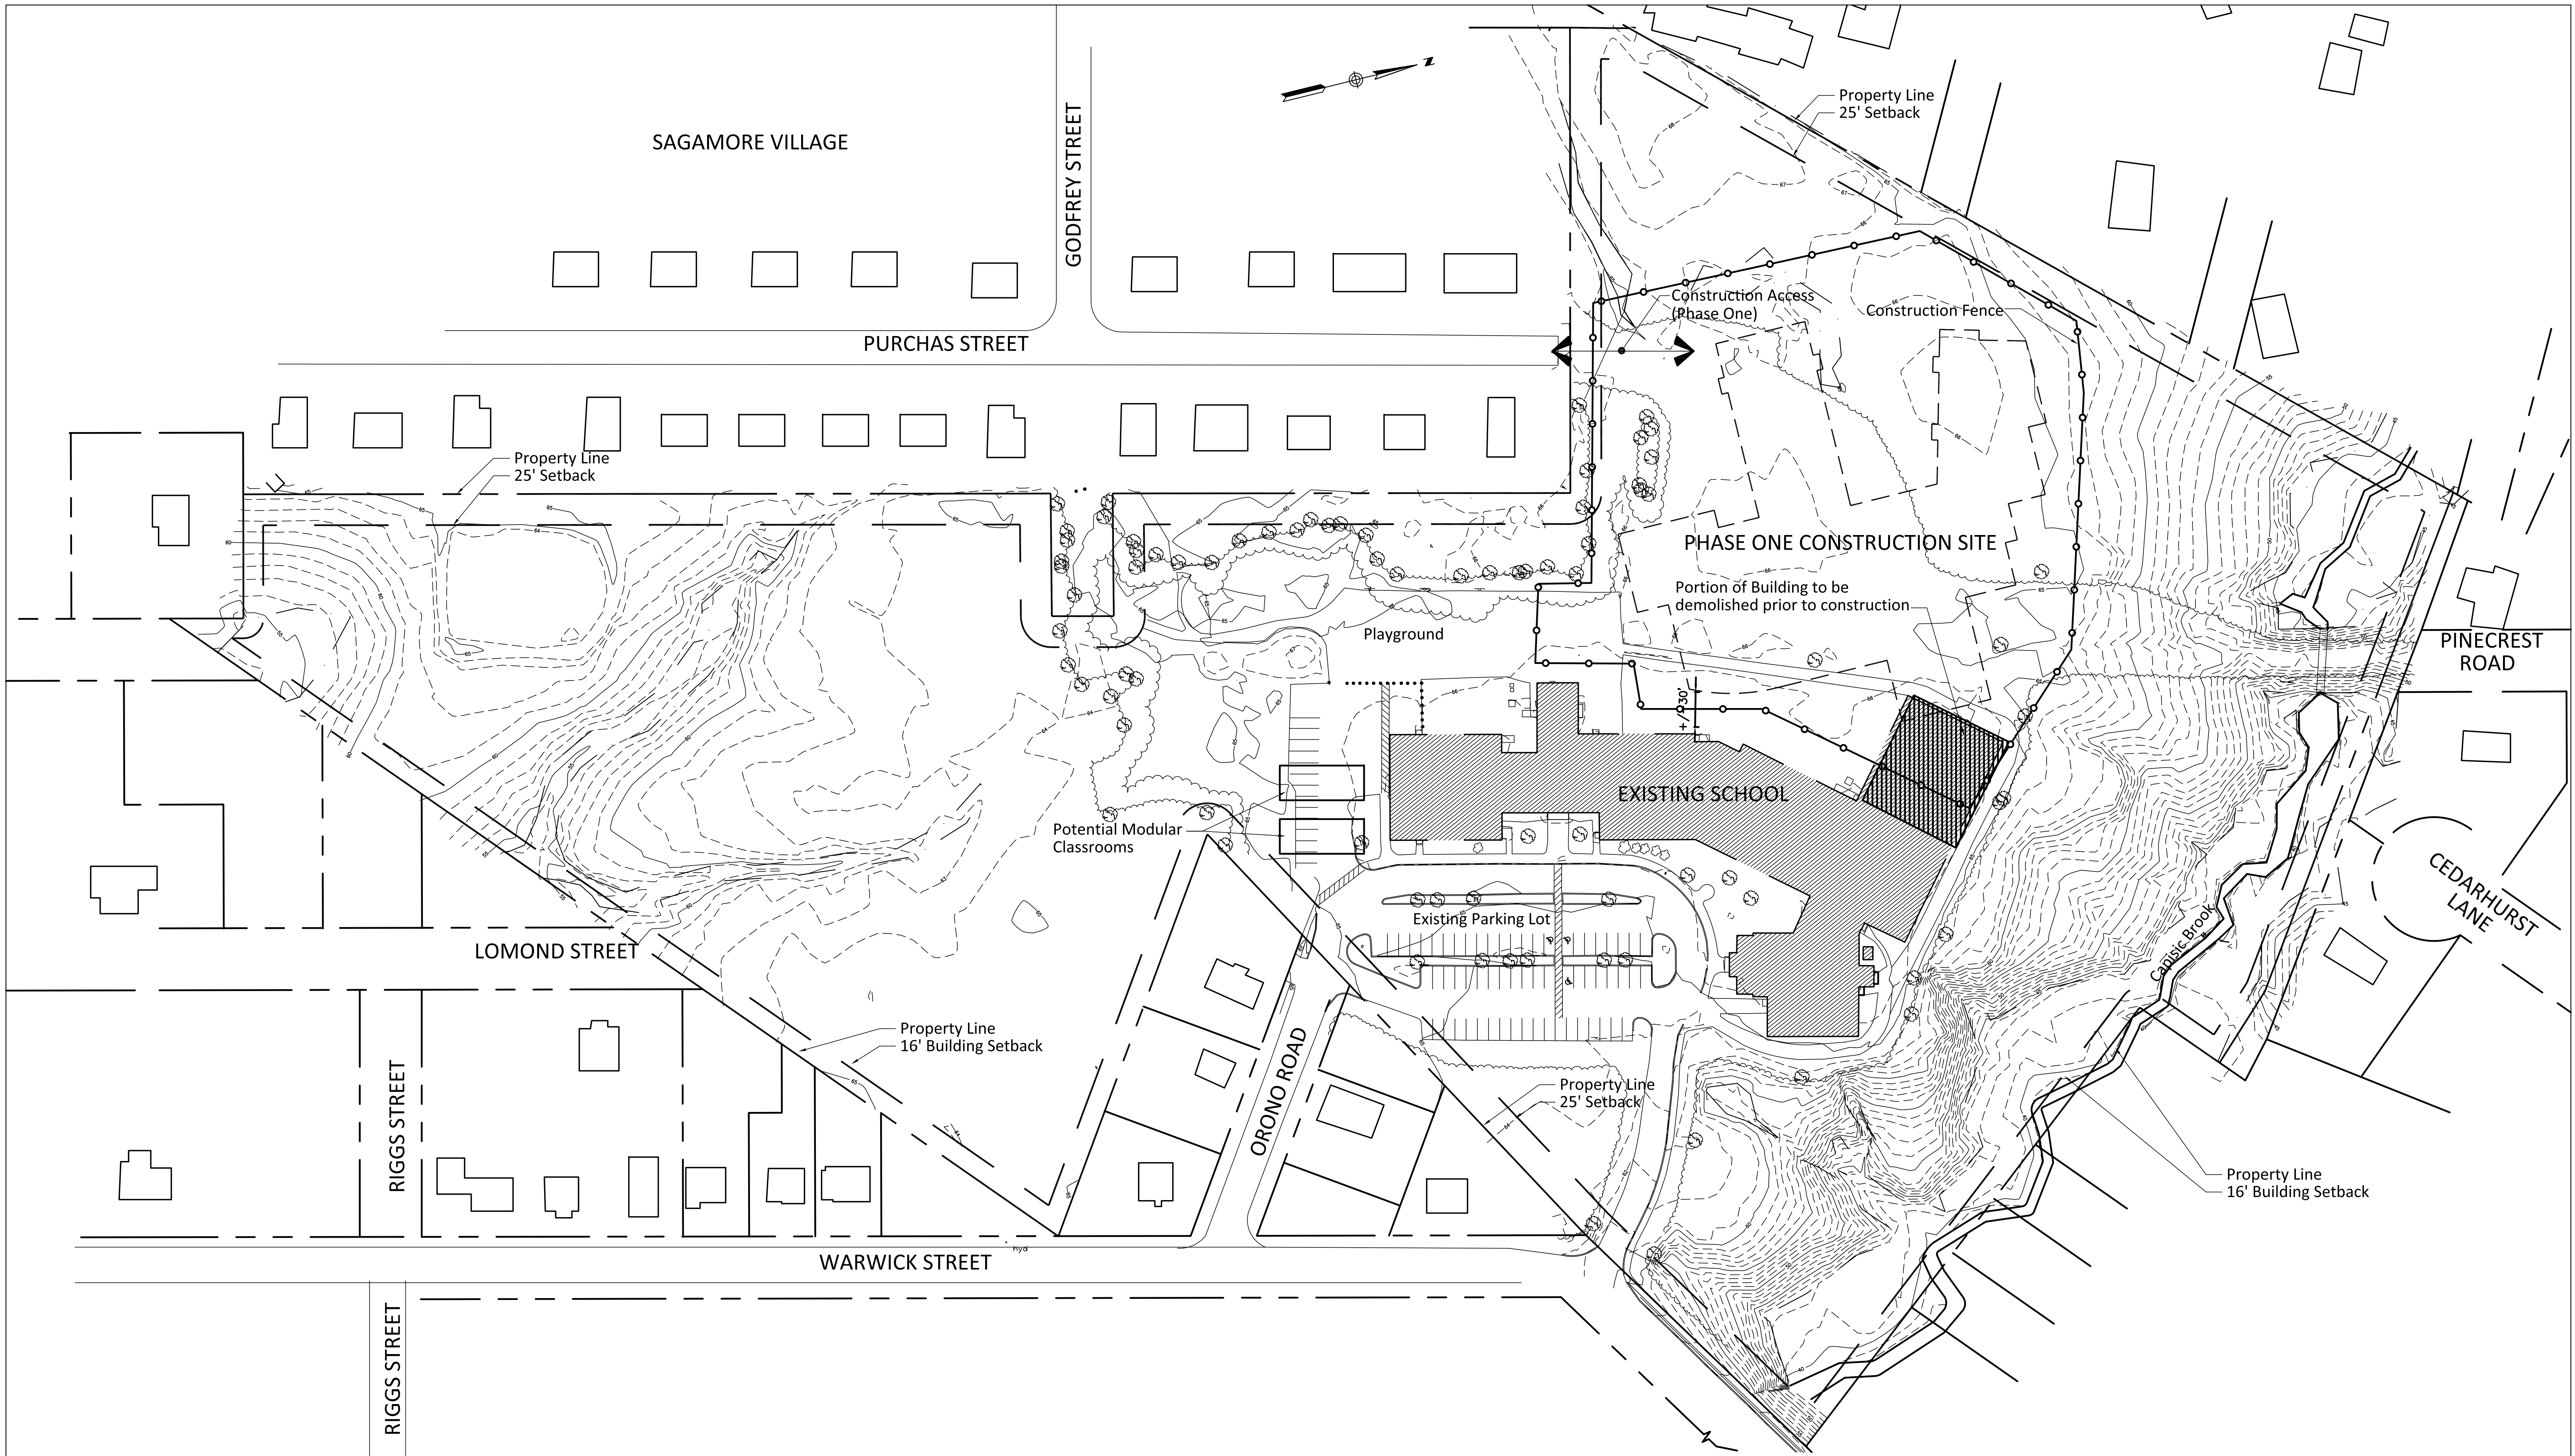 N
Property Line
25' Setback
SAGAMORE VILLAGE
GODFREY STREET
Construction Access
(Phase One)
Construction Fence
PURCHAS STREET
Property Line
25' Setback
PHASE ONE CONSTRUCTION SITE
Portion of Building to be
demolished prior to construction
Playground
PINECREST
ROAD
+/- 30'
EXISTING SCHOOL
Potential Modular
Classrooms
CEDARHURST
LANE
Existing Parking Lot
Capisic Brook
LOMOND STREET
Property Line
16' Building Setback
ORONO ROAD
RIGGS STREET
Property Line
25' Setback
Property Line
16' Building Setback
hyd
WARWICK STREET
RIGGS STREET